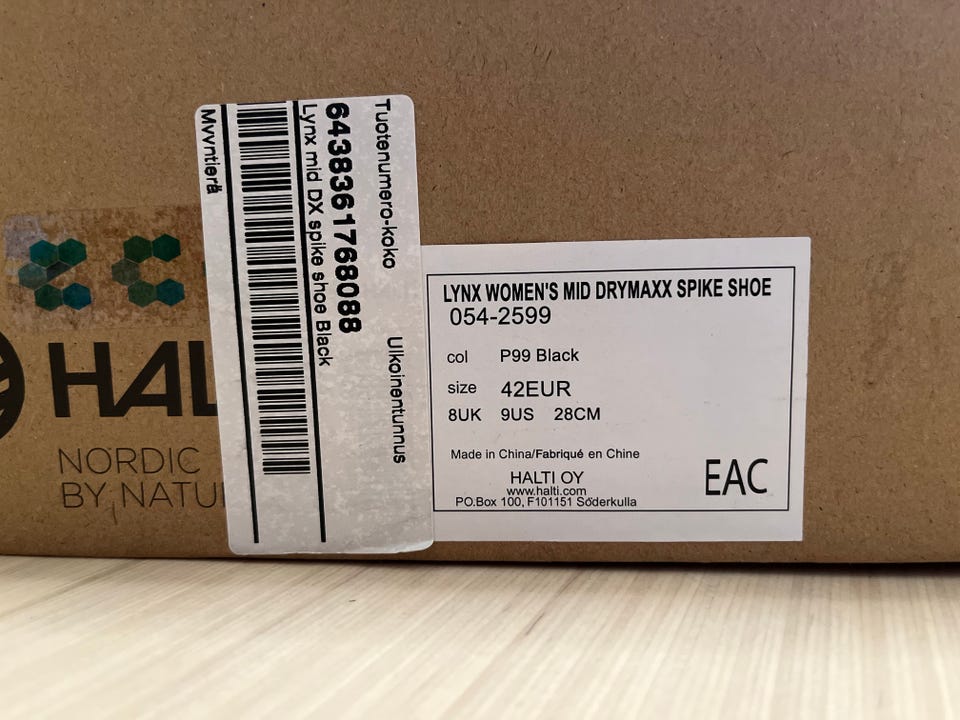 Tuotenumero-koko Ulkoinentunnus
6438361768088
Lynx mid DX spike shoe Black
Myyntierä
HAL
NORDIC
BY NATU
LYNX WOMEN'S MID DRYMAXX SPIKE SHOE
054-2599
col P99 Black
size 42EUR
8UK 9US 28CM
Made in China/Fabriqué en Chine
HALTI OY
www.halti.com
PO.Box 100, F101151 Söderkulla
EAC